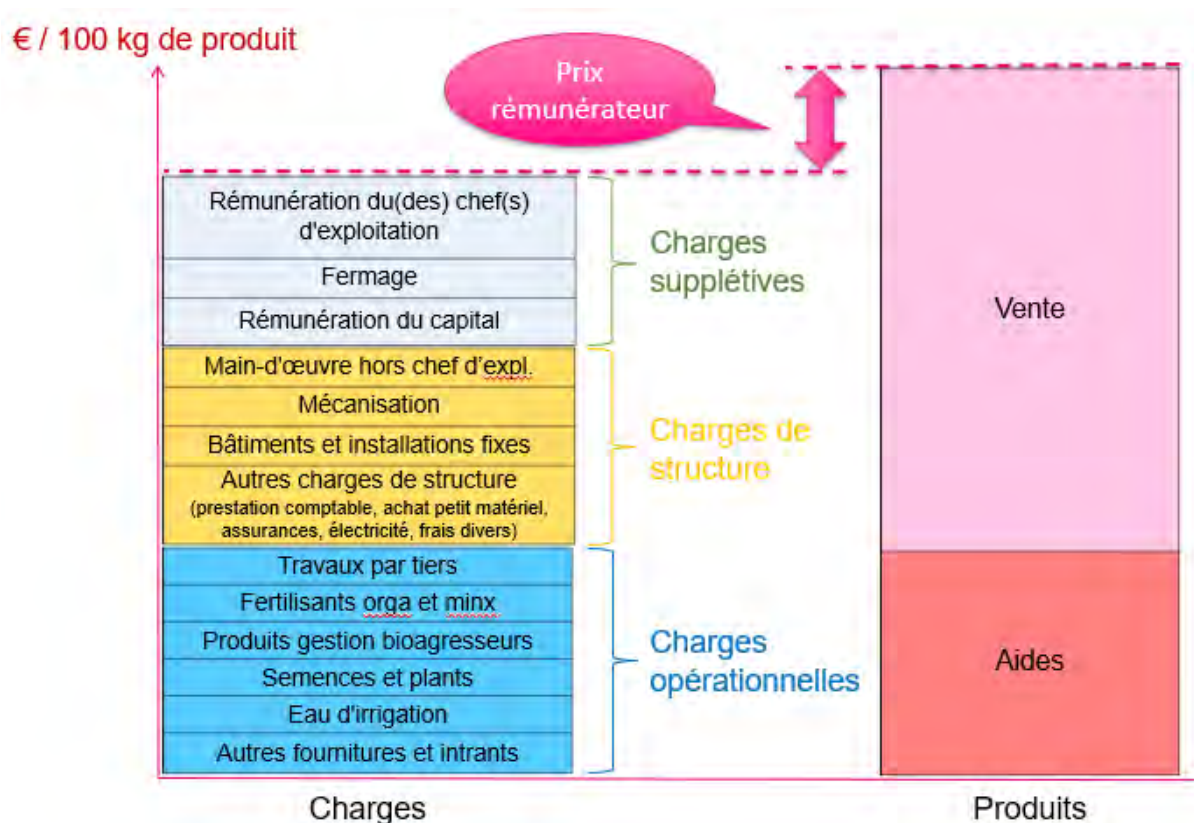 € / 100 kg de produit
Prix
rémunérateur
Rémunération du(des) chef(s)
d'exploitation
Fermage
Rémunération du capital
Charges
supplétives
Main-d'œuvre hors chef d'expl.
Mécanisation
Bâtiments et installations fixes
Autres charges de structure
(prestation comptable, achat petit matériel,
assurances, électricité, frais divers)
Charges de
structure
Travaux par tiers
Fertilisants orga et minx
Produits gestion bioagresseurs
Semences et plants
Eau d'irrigation
Autres fournitures et intrants
Charges
opérationnelles
Vente
Aides
Charges
Produits